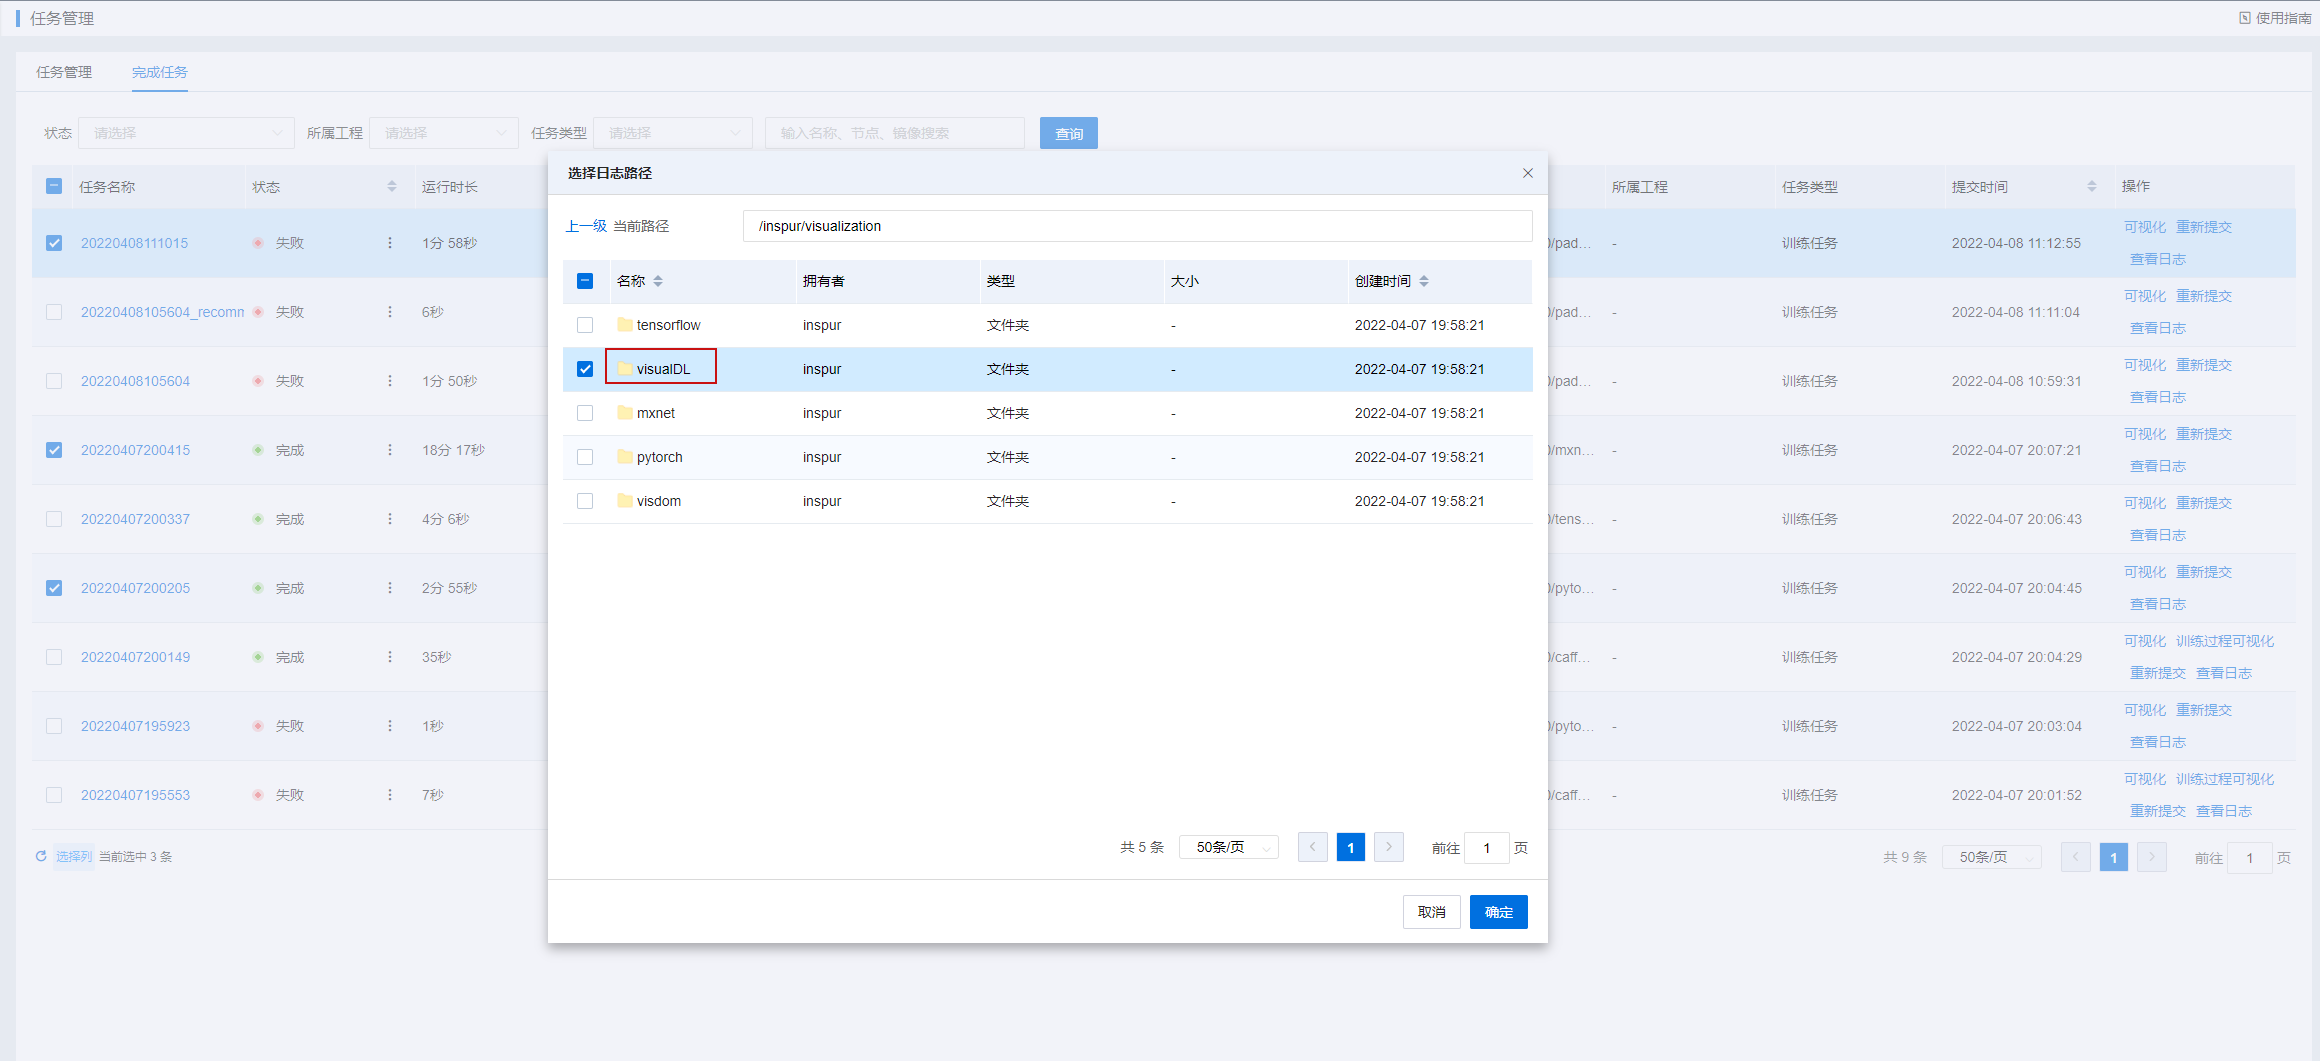 任务管理
使用指南
任务管理 完成任务
状态 请选择 所属工程 请选择 任务类型 请选择 输入名称、节点、镜像搜索 查询
任务名称 状态 运行时长 所属工程 任务类型 提交时间 操作
20220408111015 失败 1分 58秒 0/pad... - 训练任务 2022-04-08 11:12:55 可视化 重新提交
查看日志
20220408105604_recomm 失败 6秒 0/pad... - 训练任务 2022-04-08 11:11:04 可视化 重新提交
查看日志
20220408105604 失败 1分 50秒 0/pad... - 训练任务 2022-04-08 10:59:31 可视化 重新提交
查看日志
20220407200415 完成 18分 17秒 0/mxn... - 训练任务 2022-04-07 20:07:21 可视化 重新提交
查看日志
20220407200337 完成 4分 6秒 0/tens... - 训练任务 2022-04-07 20:06:43 可视化 重新提交
查看日志
20220407200205 完成 2分 55秒 0/pyto... - 训练任务 2022-04-07 20:04:45 可视化 重新提交
查看日志
20220407200149 完成 35秒 0/caff... - 训练任务 2022-04-07 20:04:29 可视化 训练过程可视化
重新提交 查看日志
20220407195923 失败 1秒 0/pyto... - 训练任务 2022-04-07 20:03:04 可视化 重新提交
查看日志
20220407195553 失败 7秒 0/caff... - 训练任务 2022-04-07 20:01:52 可视化 训练过程可视化
重新提交 查看日志
选择列 当前选中 3 条 共 9 条 50条/页 1 前往 1 页
选择日志路径
上一级 当前路径 /inspur/visualization
名称 拥有者 类型 大小 创建时间
tensorflow inspur 文件夹 - 2022-04-07 19:58:21
visualDL inspur 文件夹 - 2022-04-07 19:58:21
mxnet inspur 文件夹 - 2022-04-07 19:58:21
pytorch inspur 文件夹 - 2022-04-07 19:58:21
visdom inspur 文件夹 - 2022-04-07 19:58:21
共 5 条 50条/页 1 前往 1 页
取消 确定